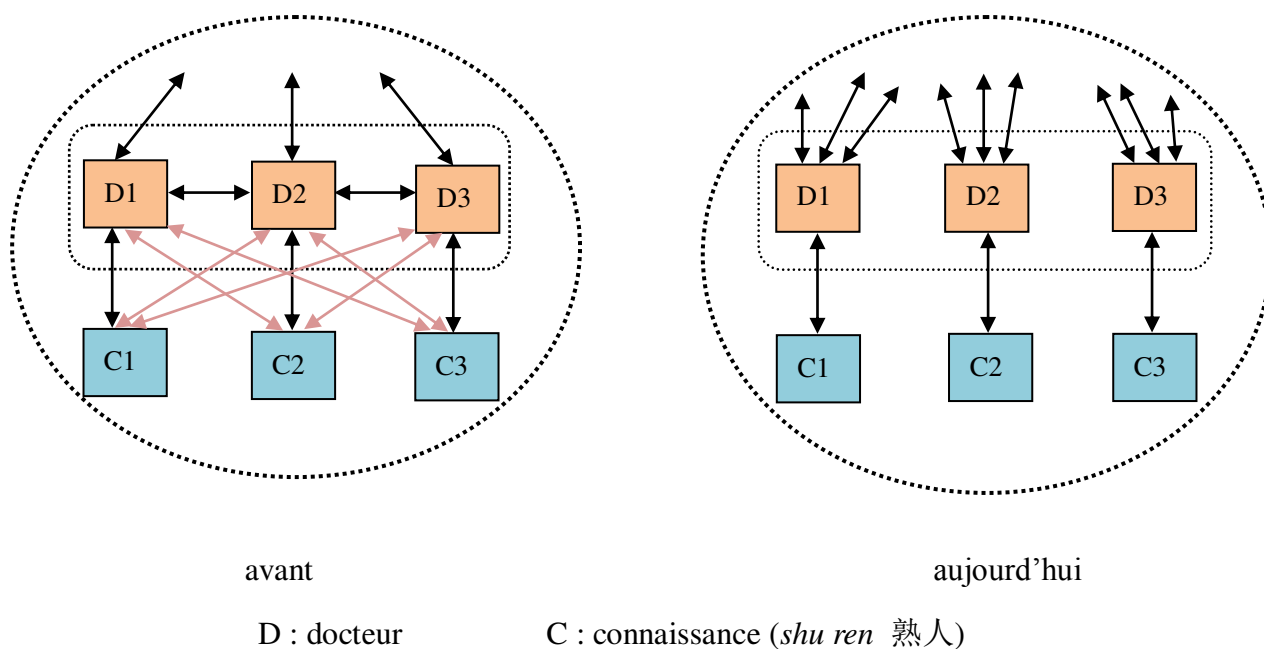 D1 D2 D3
C1 C2 C3
D1 D2 D3
C1 C2 C3
avant
aujourd’hui
D : docteur
C : connaissance (shu ren 熟人)